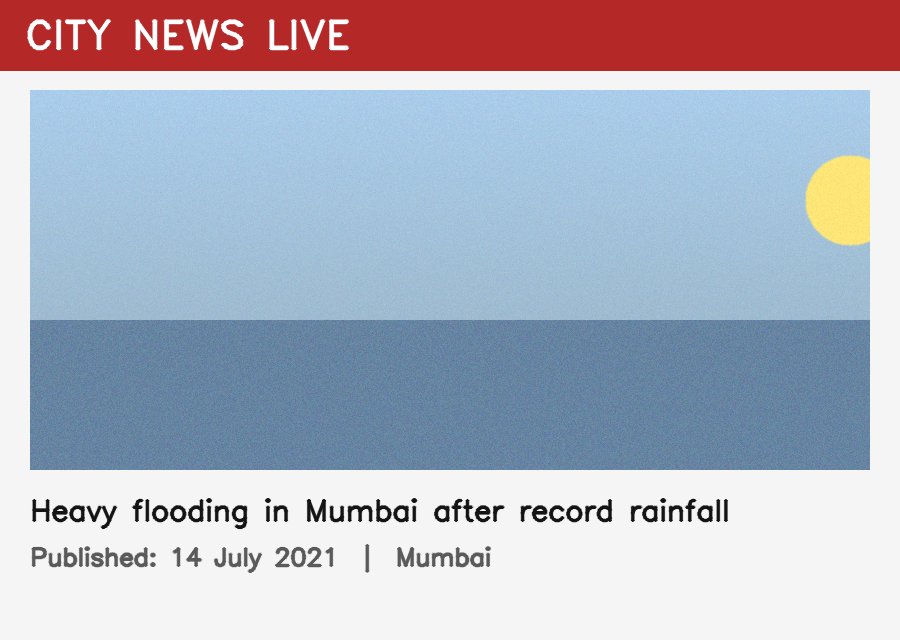 CITY NEWS LIVE
Heavy flooding in Mumbai after record rainfall
Published: 14 July 2021 | Mumbai